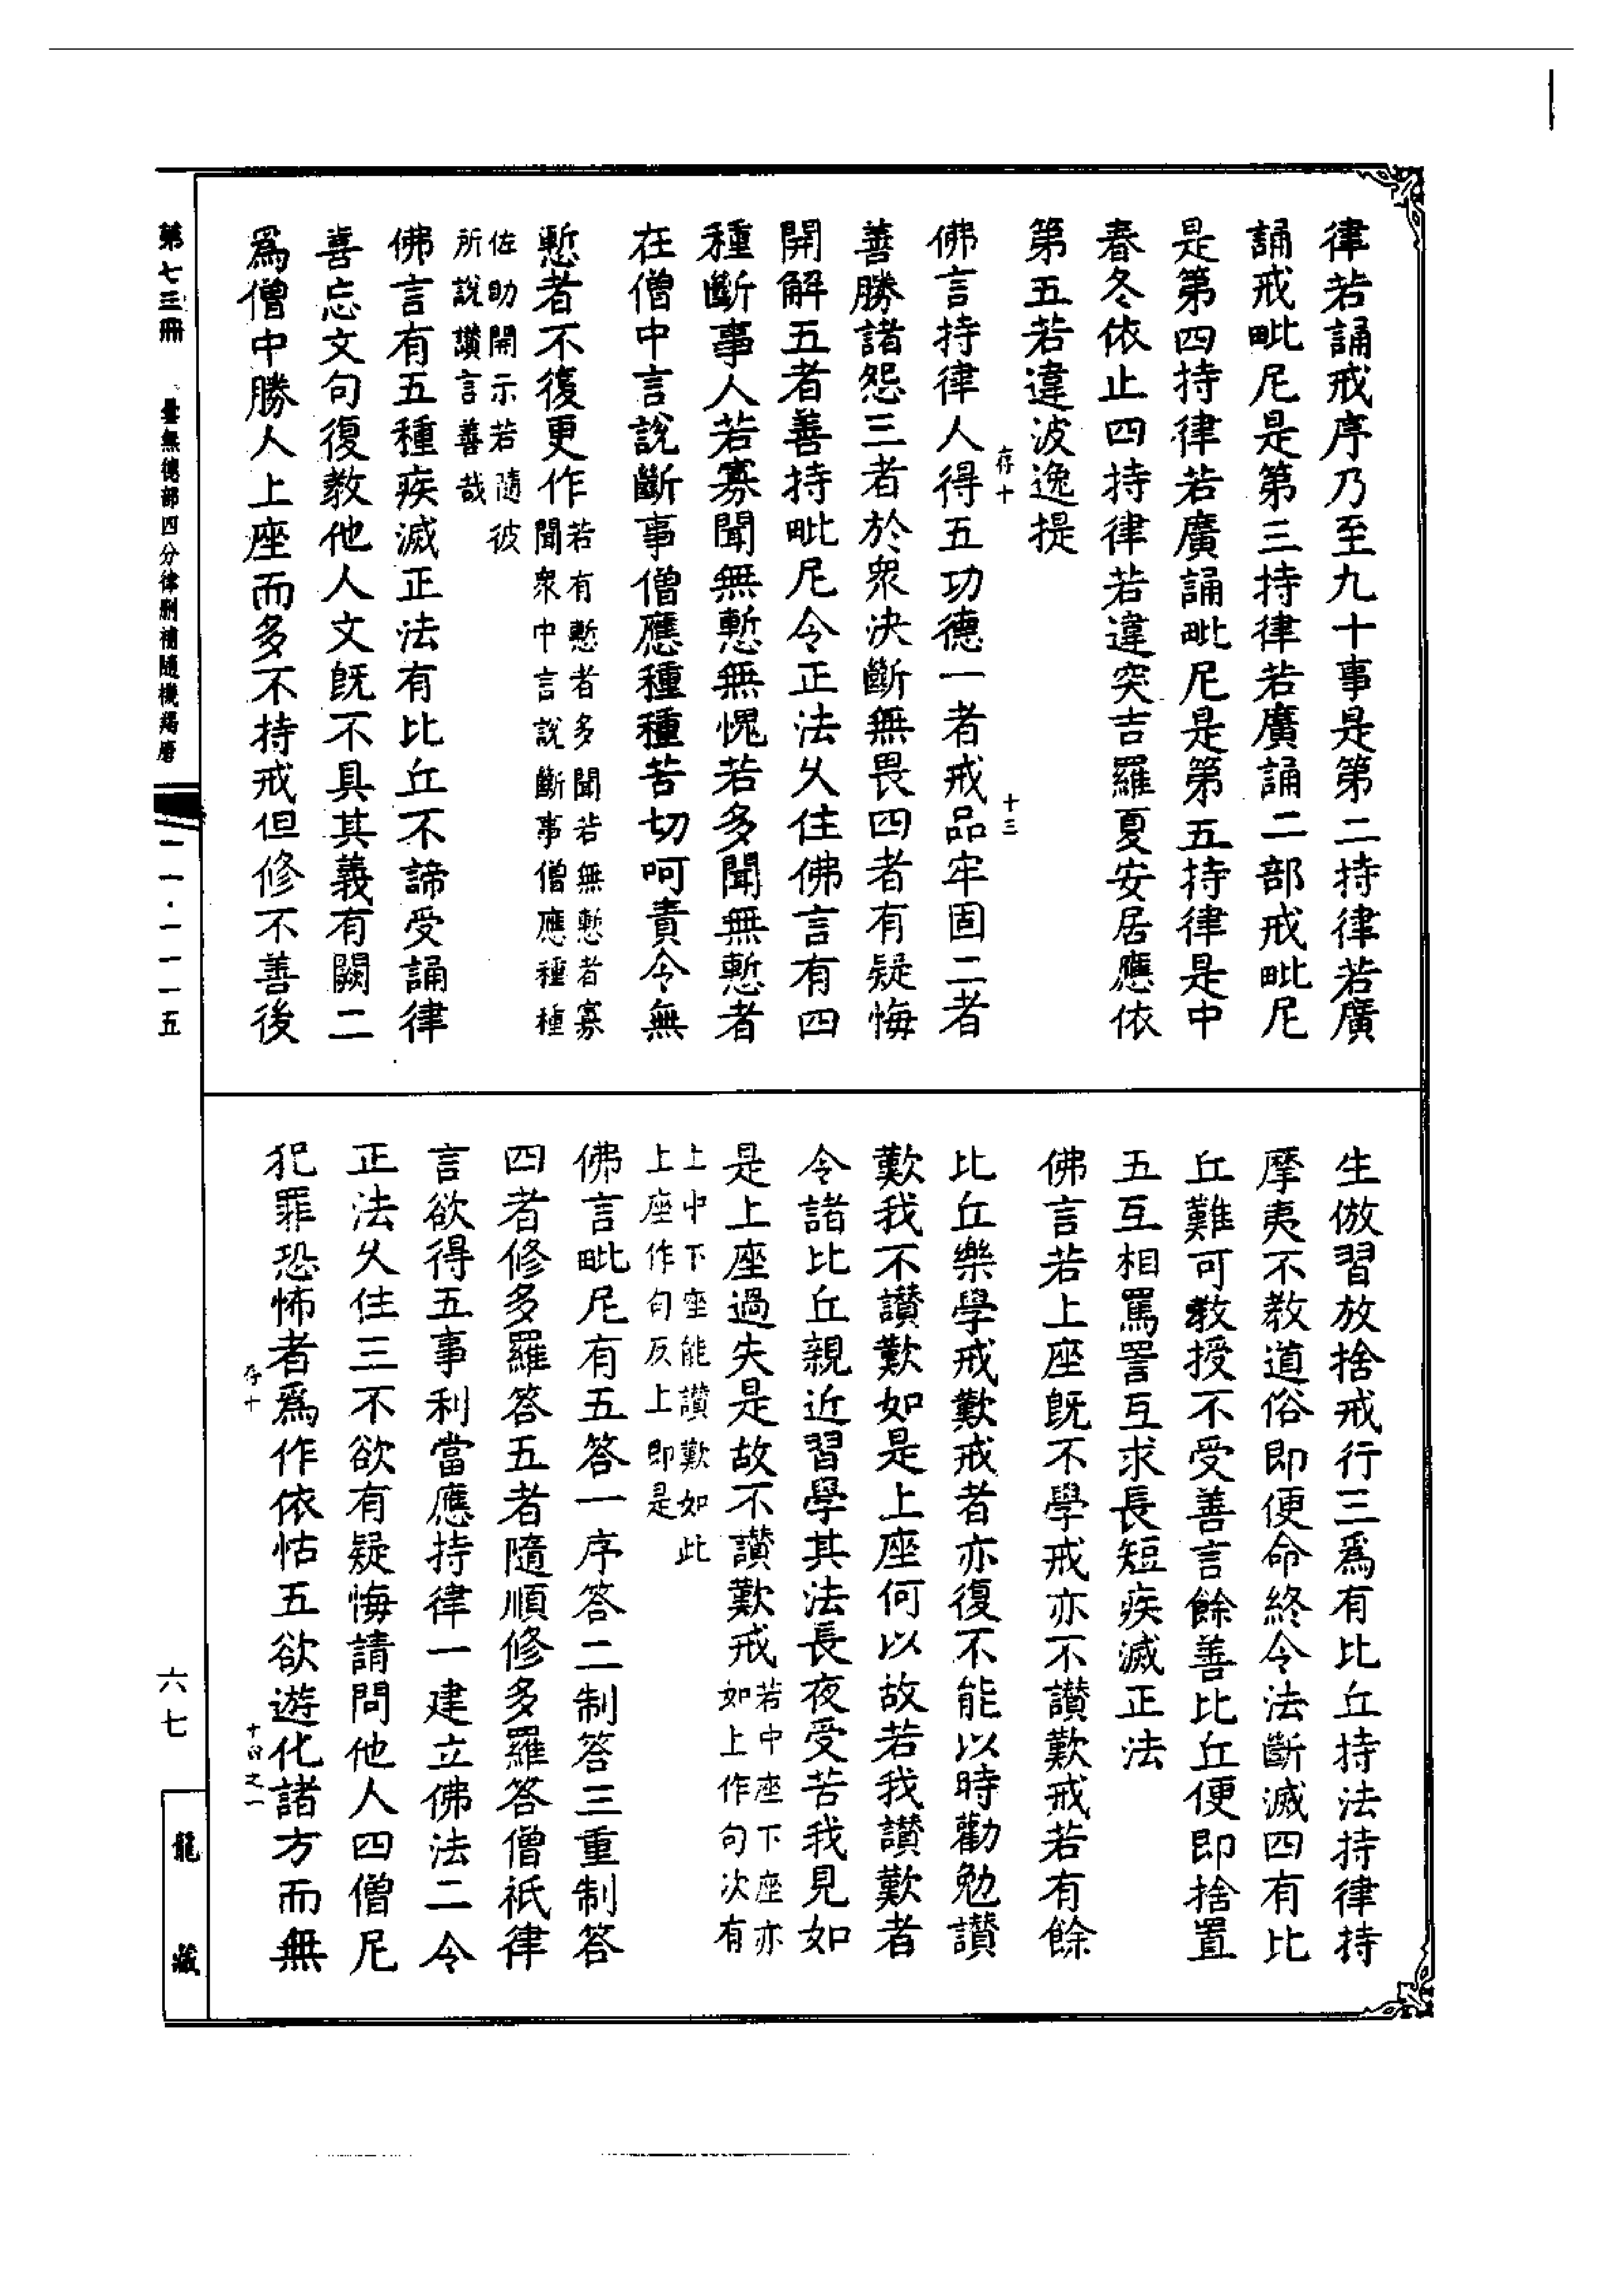 律若誦戒序乃至九十事是第二持律若廣
誦戒毗尼是第三持律若廣誦二部戒毗尼
是第四持律若廣誦毗尼是第五持律是中
春冬依止四持律若違突吉羅夏安居應依
第五若違波逸提
存十
十三
佛言持律人得五功德一者戒品牢固二者
善勝諸怨三者於衆決斷無畏四者有疑悔
開解五者善持毗尼令正法久住佛言有四
種斷事人若寡聞無慙無愧若多聞無慙者
在僧中言說斷事僧應種種苦切呵責令無
慙者不復更作
若有慙者多聞若無慙者寡
聞衆中言說斷事僧應種種
佐助開示若隨彼
所說讚言善哉
佛言有五種疾滅正法有比丘不諦受誦律
喜忘文句復教他人文既不具其義有闕二
爲僧中勝人上座而多不持戒但修不善後
第七三冊
曇無德部四分律刪補隨機羯磨
一一·一一一五
生倣習放捨戒行三爲有比丘持法持律持
摩夷不教道俗即便命終令法斷滅四有比
丘難可教授不受善言餘善比丘便即捨置
五互相罵詈互求長短疾滅正法
佛言若上座既不學戒亦不讃歎戒若有餘
比丘樂學戒歎戒者亦復不能以時勸勉讃
歎我不讃歎如是上座何以故若我讃歎者
令諸比丘親近習學其法長夜受苦我見如
是上座過失是故不讃歎戒
若中座下座亦
如上作句次有
上中下座能讃歎如此
上座作句反上即是
佛言毗尼有五答一序答二制答三重制答
四者修多羅答五者隨順修多羅答僧祇律
言欲得五事利當應持律一建立佛法二令
正法久住三不欲有疑悔請問他人四僧尼
犯罪恐怖者爲作依怙五欲遊化諸方而無
存十
十四之一
六七
龍藏